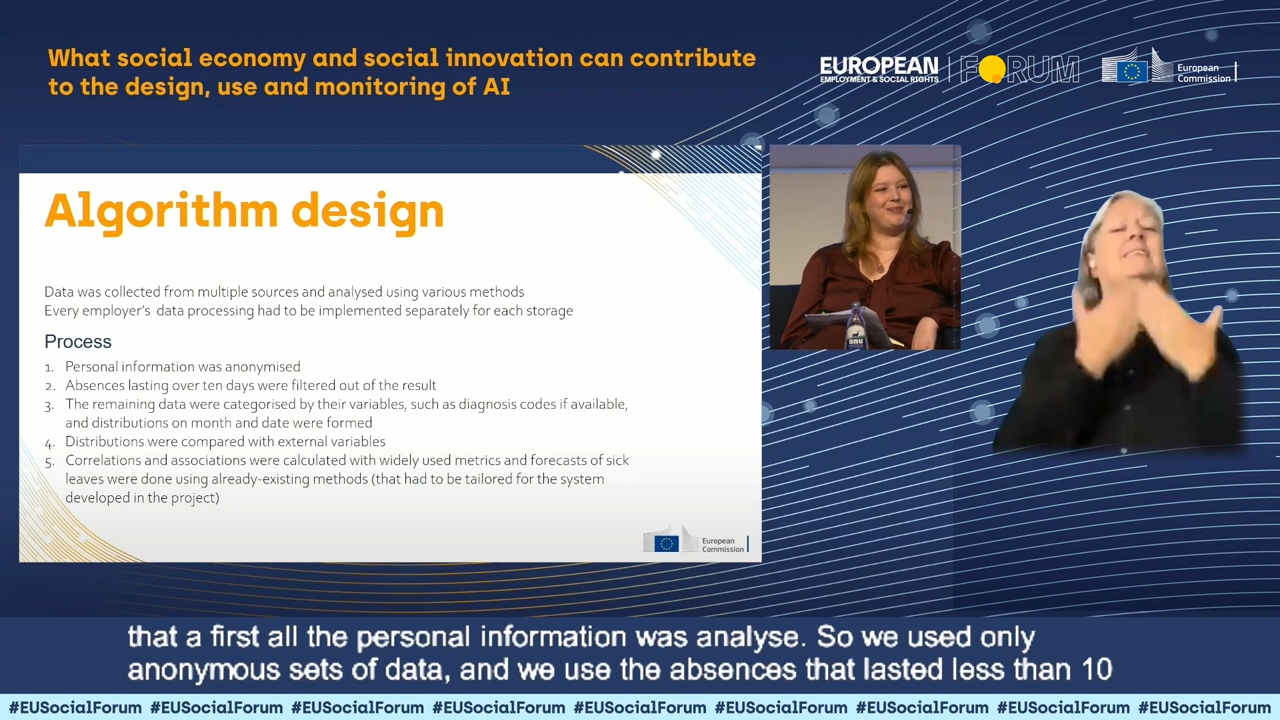 What social economy and social innovation can contribute
to the design, use and monitoring of AI
EUROPEAN
EMPLOYMENT & SOCIAL RIGHTS
FORUM
European
Commission
Algorithm design
Data was collected from multiple sources and analysed using various methods
Every employer's data processing had to be implemented separately for each storage
Process
1. Personal information was anonymised
2. Absences lasting over ten days were filtered out of the result
3. The remaining data were categorised by their variables, such as diagnosis codes if available,
and distributions on month and date were formed
4. Distributions were compared with external variables
5. Correlations and associations were calculated with widely used metrics and forecasts of sick
leaves were done using already-existing methods (that had to be tailored for the system
developed in the project)
European
Commission
BRU
that a first all the personal information was analyse. So we used only
anonymous sets of data, and we use the absences that lasted less than 10
#EUSocialForum #EUSocialForum #EUSocialForum #EUSocialForum #EUSocialForum #EUSocialForum #EUSocialForum #EUSocialForum #EUSocialForum